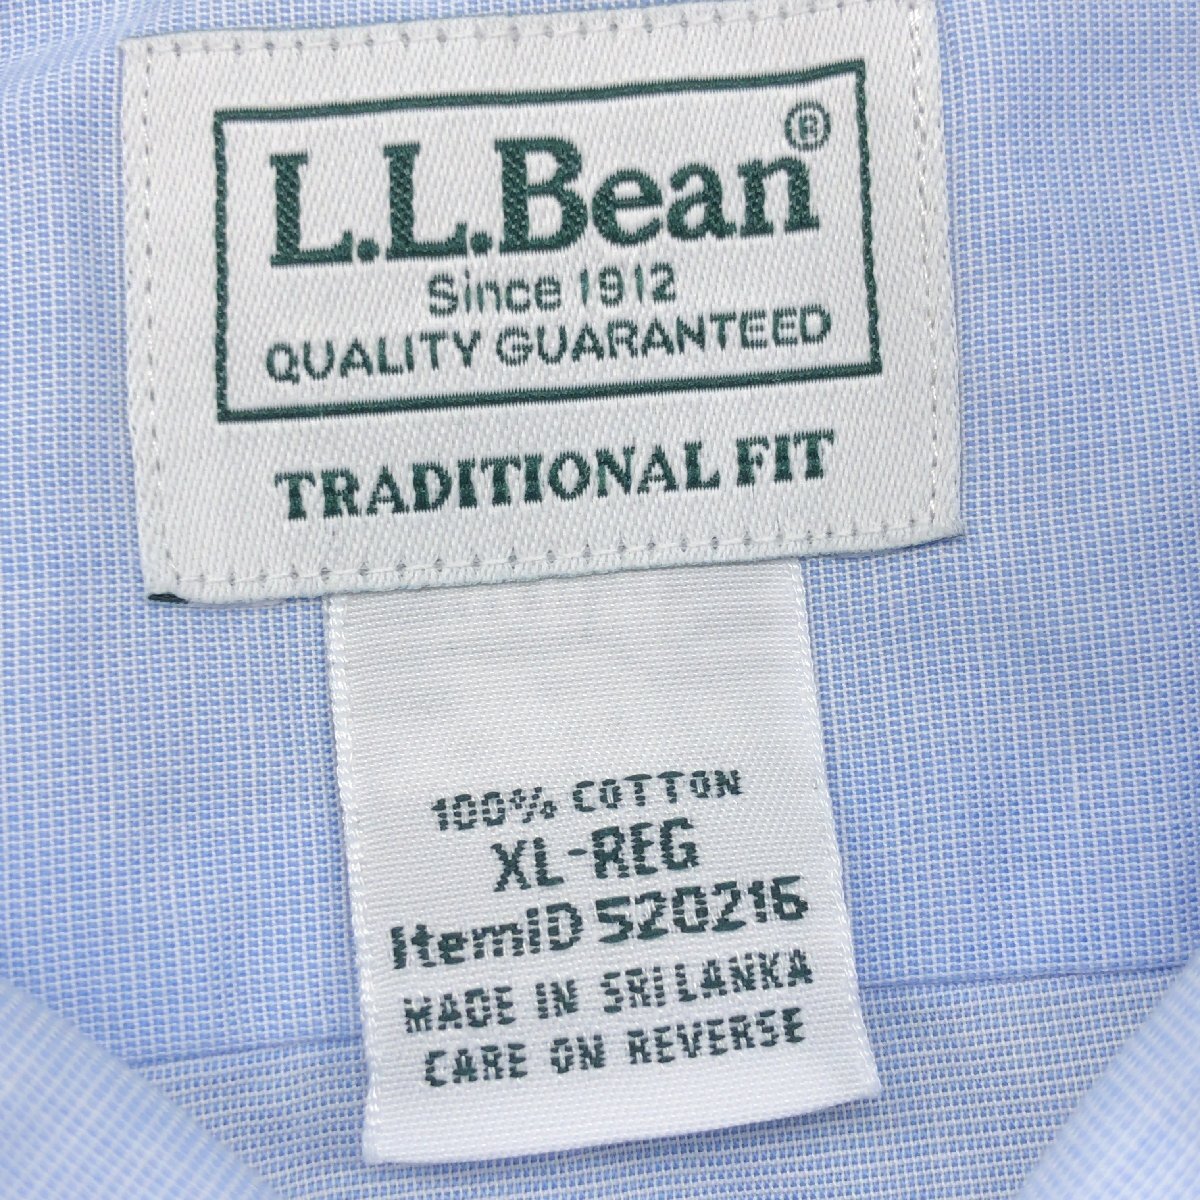 L.L.Bean®
Since 1912
QUALITY GUARANTEED
TRADITIONAL FIT
100% COTTON
XL-REG
ItemID 520216
MADE IN SRI LANKA
CARE ON REVERSE